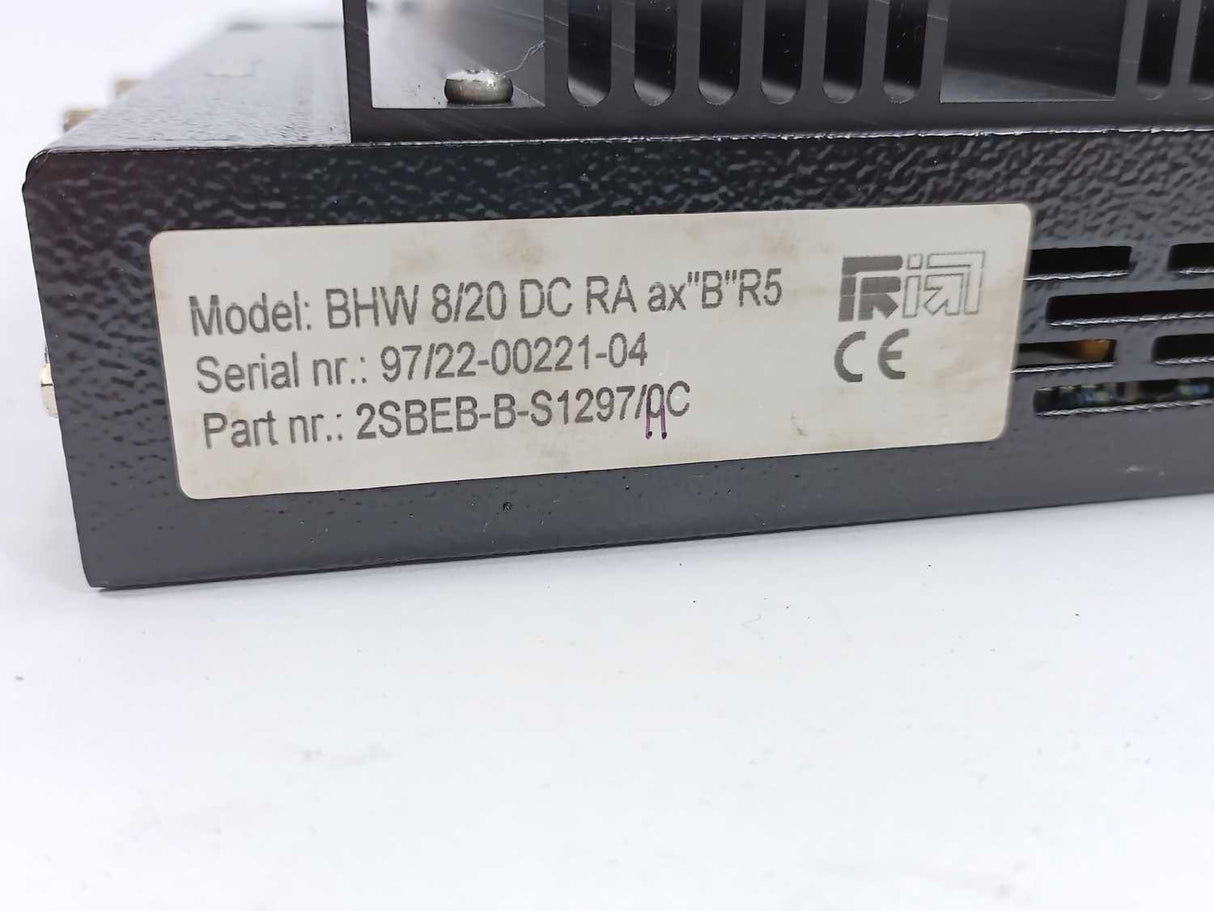 Model: BHW 8/20 DC RA ax"B"R5
Serial nr.: 97/22-00221-04
Part nr.: 2SBEB-B-S1297/0C
CE